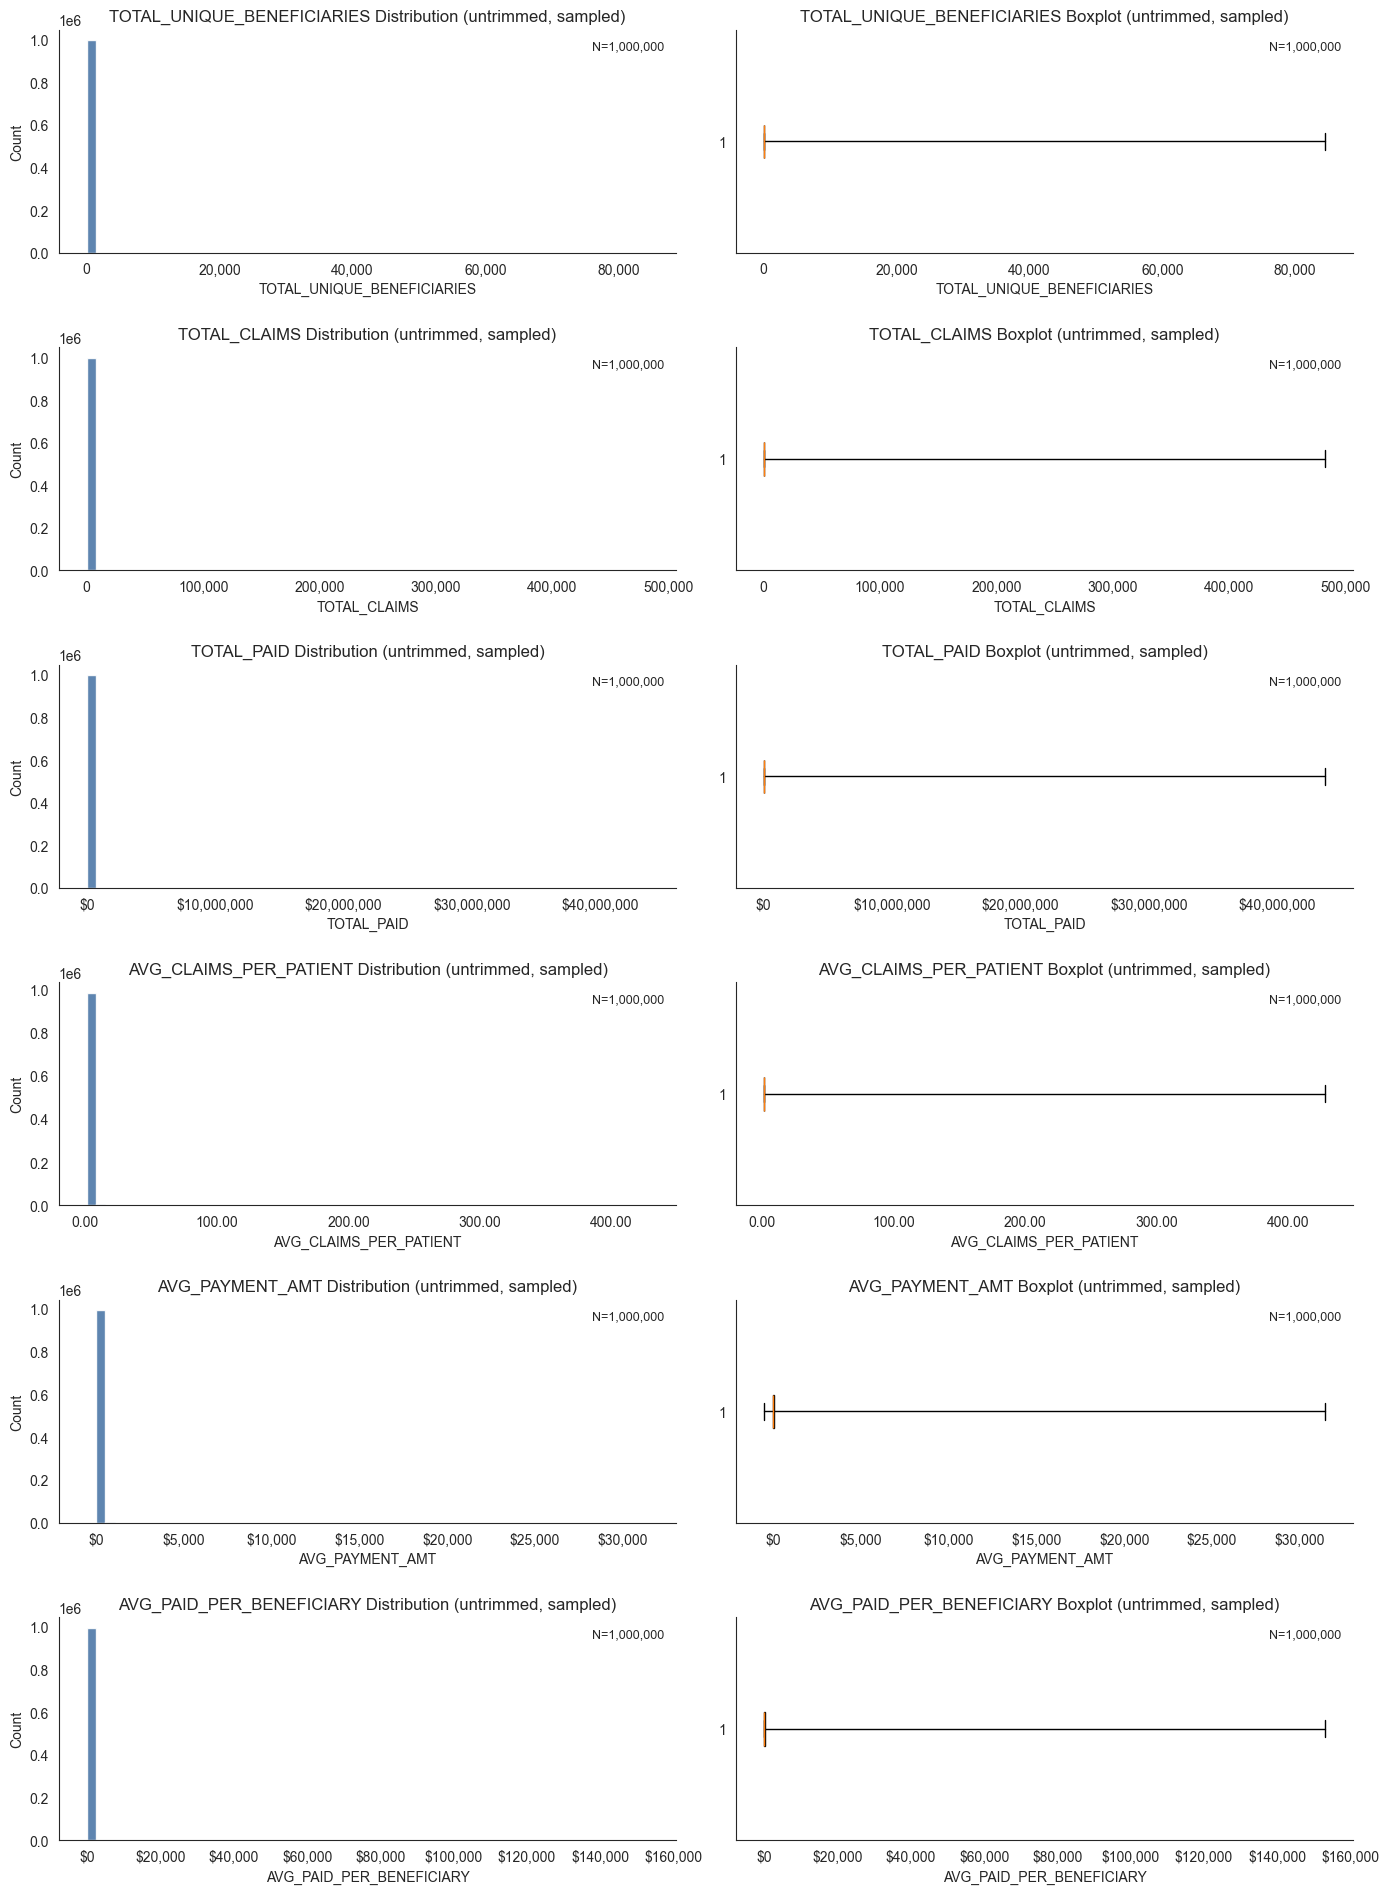 TOTAL_UNIQUE_BENEFICIARIES Distribution (untrimmed, sampled)
1e6
N=1,000,000
1.0
0.8
0.6
0.4
0.2
0.0
Count
0 20,000 40,000 60,000 80,000
TOTAL_UNIQUE_BENEFICIARIES
TOTAL_UNIQUE_BENEFICIARIES Boxplot (untrimmed, sampled)
N=1,000,000
1
0 20,000 40,000 60,000 80,000
TOTAL_UNIQUE_BENEFICIARIES
TOTAL_CLAIMS Distribution (untrimmed, sampled)
1e6
N=1,000,000
1.0
0.8
0.6
0.4
0.2
0.0
Count
0 100,000 200,000 300,000 400,000 500,000
TOTAL_CLAIMS
TOTAL_CLAIMS Boxplot (untrimmed, sampled)
N=1,000,000
1
0 100,000 200,000 300,000 400,000 500,000
TOTAL_CLAIMS
TOTAL_PAID Distribution (untrimmed, sampled)
1e6
N=1,000,000
1.0
0.8
0.6
0.4
0.2
0.0
Count
$0 $10,000,000 $20,000,000 $30,000,000 $40,000,000
TOTAL_PAID
TOTAL_PAID Boxplot (untrimmed, sampled)
N=1,000,000
1
$0 $10,000,000 $20,000,000 $30,000,000 $40,000,000
TOTAL_PAID
AVG_CLAIMS_PER_PATIENT Distribution (untrimmed, sampled)
1e6
N=1,000,000
1.0
0.8
0.6
0.4
0.2
0.0
Count
0.00 100.00 200.00 300.00 400.00
AVG_CLAIMS_PER_PATIENT
AVG_CLAIMS_PER_PATIENT Boxplot (untrimmed, sampled)
N=1,000,000
1
0.00 100.00 200.00 300.00 400.00
AVG_CLAIMS_PER_PATIENT
AVG_PAYMENT_AMT Distribution (untrimmed, sampled)
1e6
N=1,000,000
1.0
0.8
0.6
0.4
0.2
0.0
Count
$0 $5,000 $10,000 $15,000 $20,000 $25,000 $30,000
AVG_PAYMENT_AMT
AVG_PAYMENT_AMT Boxplot (untrimmed, sampled)
N=1,000,000
1
$0 $5,000 $10,000 $15,000 $20,000 $25,000 $30,000
AVG_PAYMENT_AMT
AVG_PAID_PER_BENEFICIARY Distribution (untrimmed, sampled)
1e6
N=1,000,000
1.0
0.8
0.6
0.4
0.2
0.0
Count
$0 $20,000 $40,000 $60,000 $80,000 $100,000 $120,000 $140,000 $160,000
AVG_PAID_PER_BENEFICIARY
AVG_PAID_PER_BENEFICIARY Boxplot (untrimmed, sampled)
N=1,000,000
1
$0 $20,000 $40,000 $60,000 $80,000 $100,000 $120,000 $140,000 $160,000
AVG_PAID_PER_BENEFICIARY